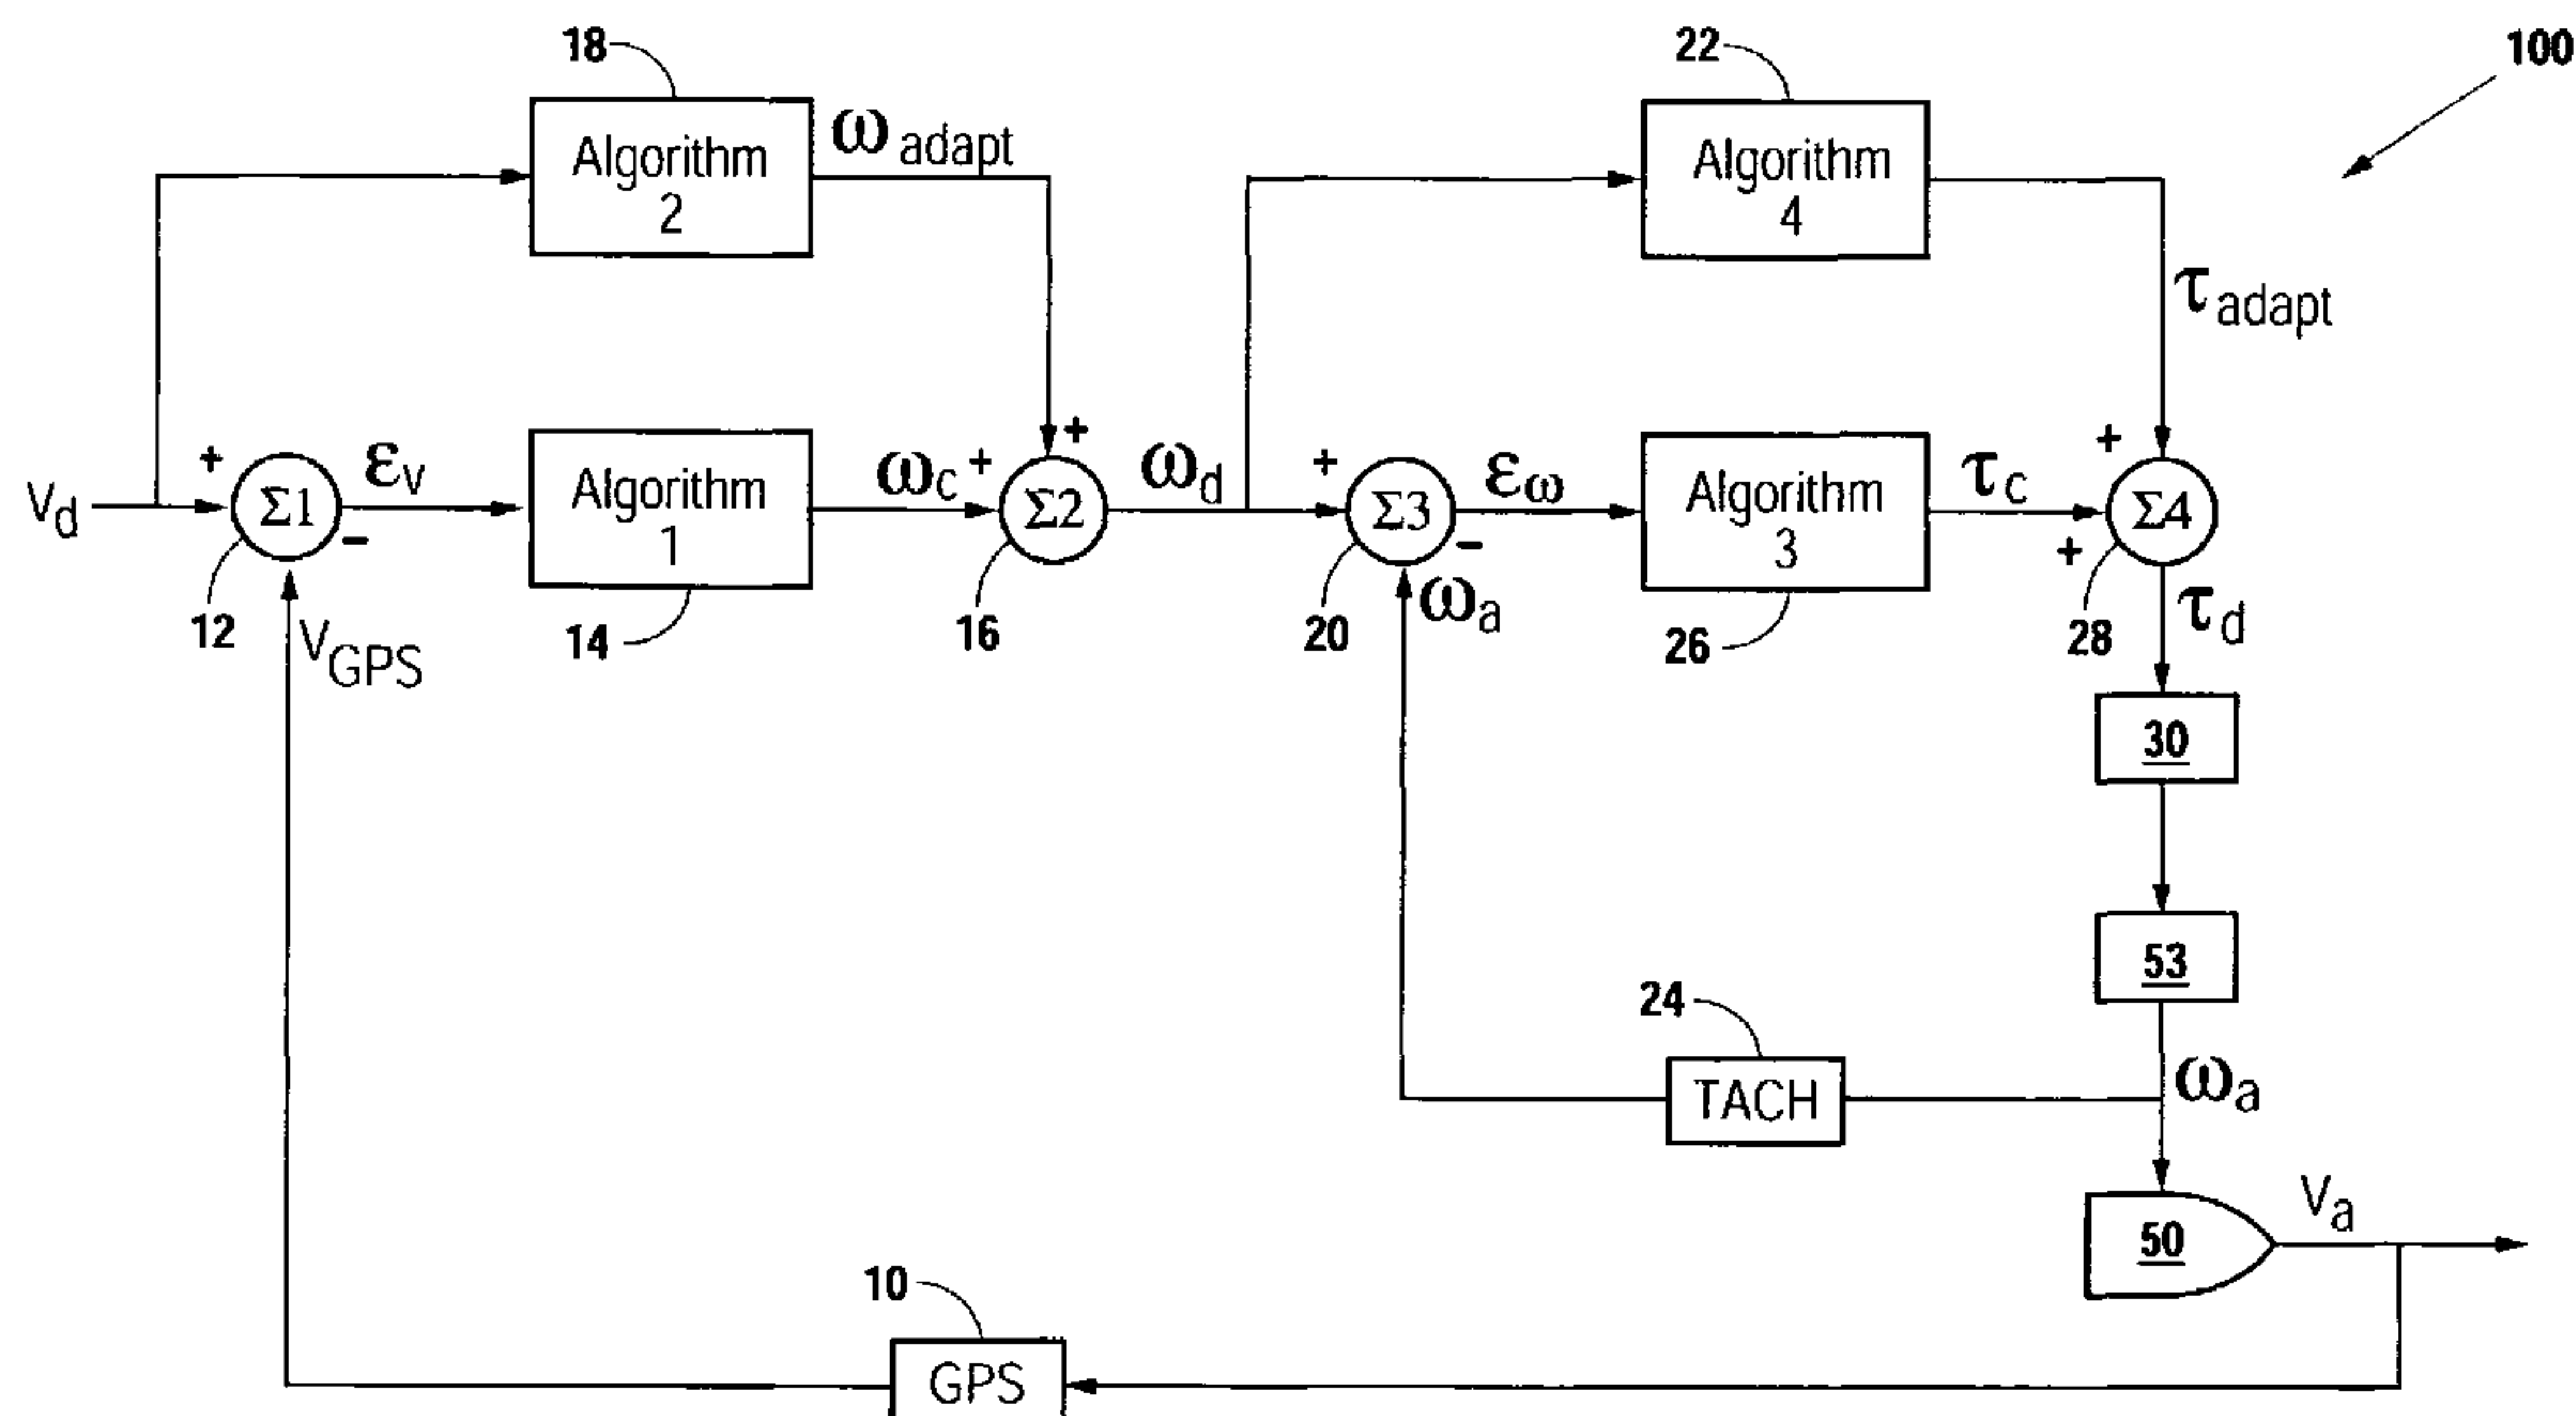 18
22
100
Algorithm
2
ω adapt
Algorithm
4
τ adapt
Vd
+
Σ1
-
εv
Algorithm
1
ωc
+
+
Σ2
ωd
+
Σ3
-
εω
Algorithm
3
τc
+
+
Σ4
12
VGPS
14
16
20
ωa
26
28
τd
30
53
24
TACH
ωa
50
Va
10
GPS